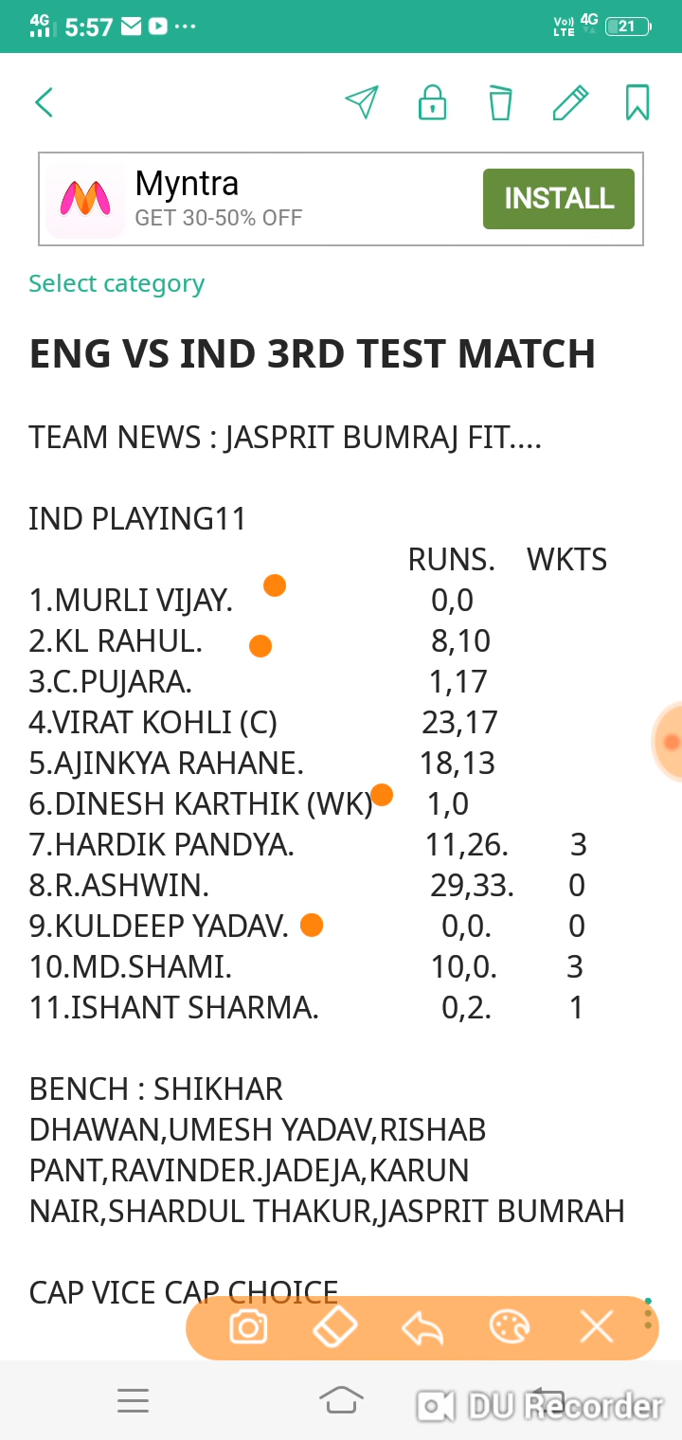 4G 5:57 Vo)) LTE 4G 21
Myntra
GET 30-50% OFF
INSTALL
Select category
ENG VS IND 3RD TEST MATCH
TEAM NEWS : JASPRIT BUMRAJ FIT....
IND PLAYING11
RUNS. WKTS
1.MURLI VIJAY. 0,0
2.KL RAHUL. 8,10
3.C.PUJARA. 1,17
4.VIRAT KOHLI (C) 23,17
5.AJINKYA RAHANE. 18,13
6.DINESH KARTHIK (WK) 1,0
7.HARDIK PANDYA. 11,26. 3
8.R.ASHWIN. 29,33. 0
9.KULDEEP YADAV. 0,0. 0
10.MD.SHAMI. 10,0. 3
11.ISHANT SHARMA. 0,2. 1
BENCH : SHIKHAR
DHAWAN,UMESH YADAV,RISHAB
PANT,RAVINDER.JADEJA,KARUN
NAIR,SHARDUL THAKUR,JASPRIT BUMRAH
CAP VICE CAP CHOICE
DU Recorder